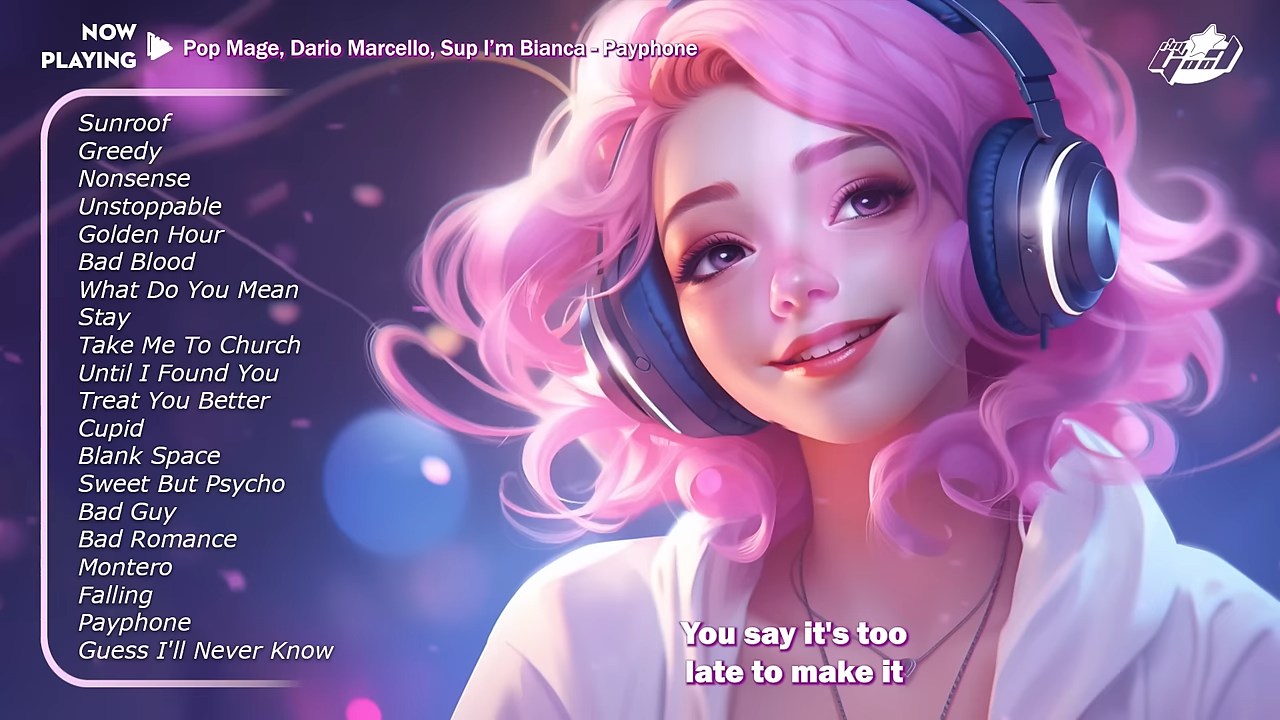 NOW
PLAYING
Pop Mage, Dario Marcello, Sup I'm Bianca - Payphone
Sunroof
Greedy
Nonsense
Unstoppable
Golden Hour
Bad Blood
What Do You Mean
Stay
Take Me To Church
Until I Found You
Treat You Better
Cupid
Blank Space
Sweet But Psycho
Bad Guy
Bad Romance
Montero
Falling
Payphone
Guess I'll Never Know
You say it's too
late to make it